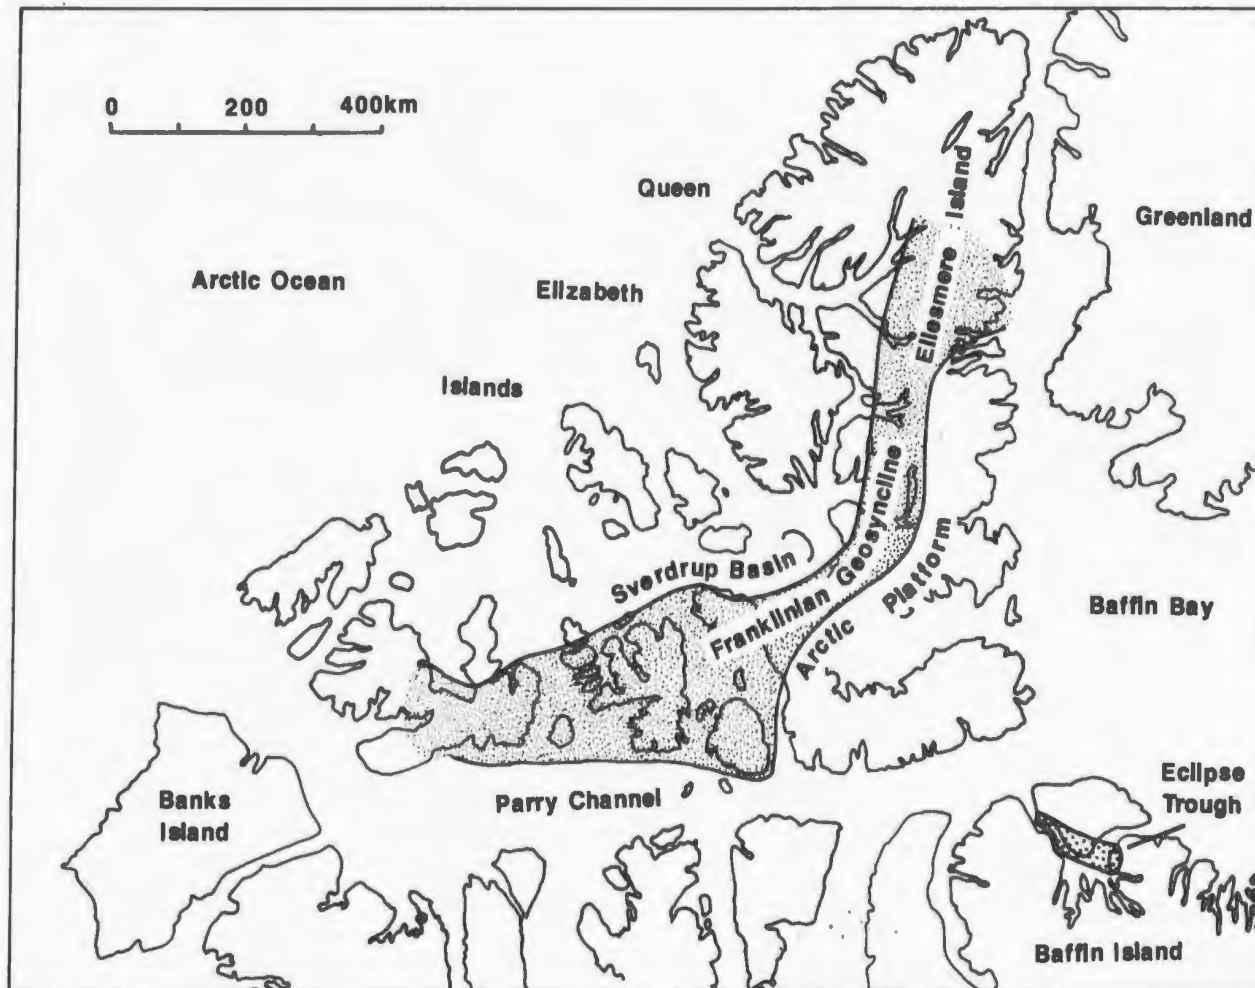 0 200 400km
Queen
Greenland
Arctic Ocean
Elizabeth
Islands
Ellesmere Island
Sverdrup Basin
Franklinian Geosyncline
Arctic Platform
Baffin Bay
Banks
Island
Parry Channel
Eclipse
Trough
Baffin Island